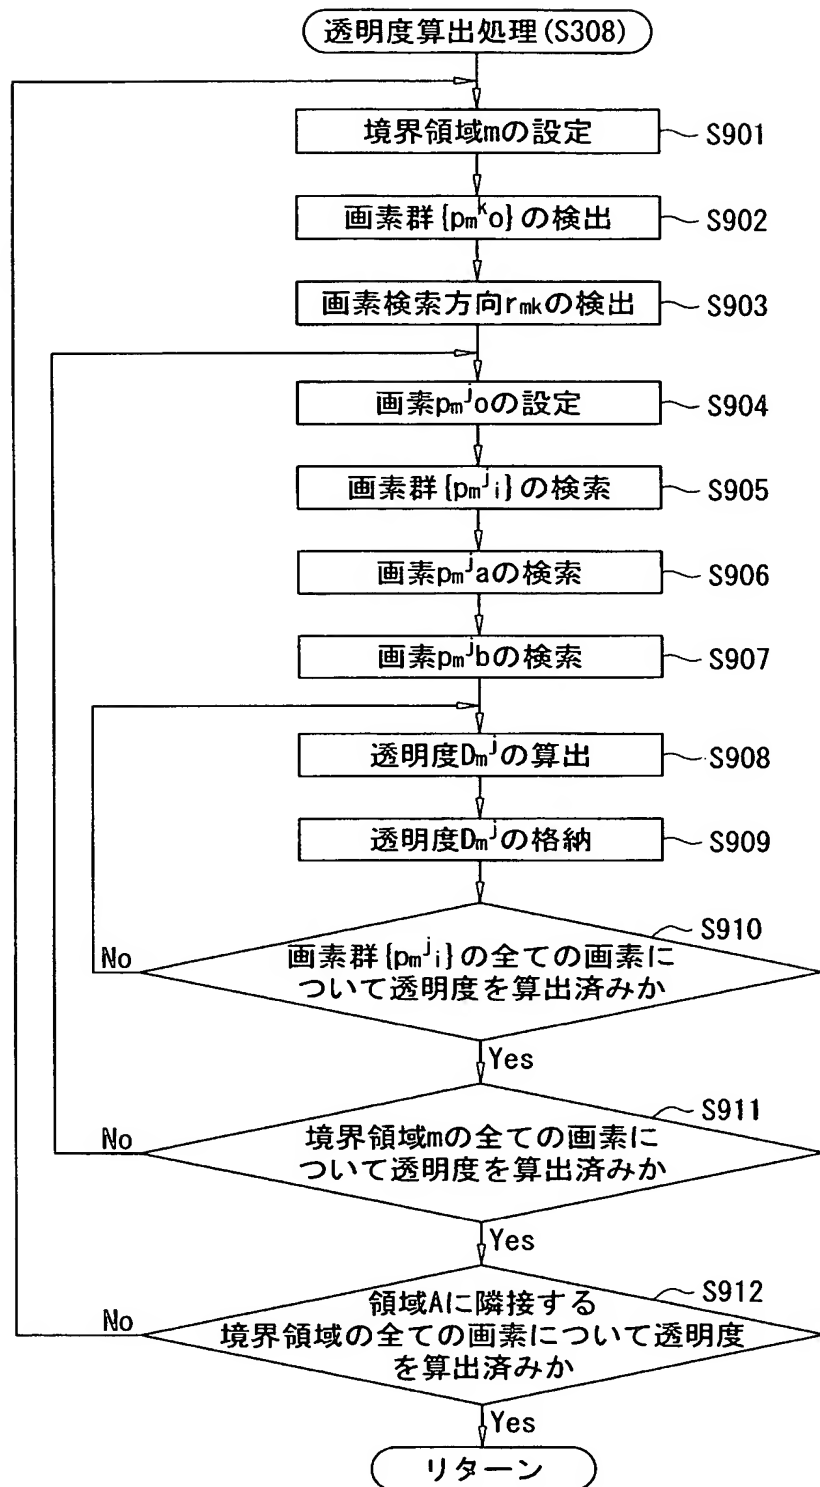 透明度算出処理(S308)
境界領域mの設定
S901
画素群{pₘᵏo}の検出
S902
画素検索方向rₘₖの検出
S903
画素pₘʲoの設定
S904
画素群{pₘʲi}の検索
S905
画素pₘʲaの検索
S906
画素pₘʲbの検索
S907
透明度Dₘʲの算出
S908
透明度Dₘʲの格納
S909
S910
No
画素群{pₘʲi}の全ての画素に
ついて透明度を算出済みか
Yes
S911
No
境界領域mの全ての画素に
ついて透明度を算出済みか
Yes
S912
No
領域Aに隣接する
境界領域の全ての画素について透明度
を算出済みか
Yes
リターン